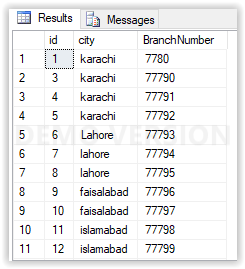 Results Messages
id city BranchNumber
1 1 karachi 7780
2 3 karachi 77790
3 4 karachi 77791
4 5 karachi 77792
5 6 Lahore 77793
6 7 lahore 77794
7 8 lahore 77795
8 9 faisalabad 77796
9 10 faisalabad 77797
10 11 islamabad 77798
11 12 islamabad 77799
DEMO VERSION